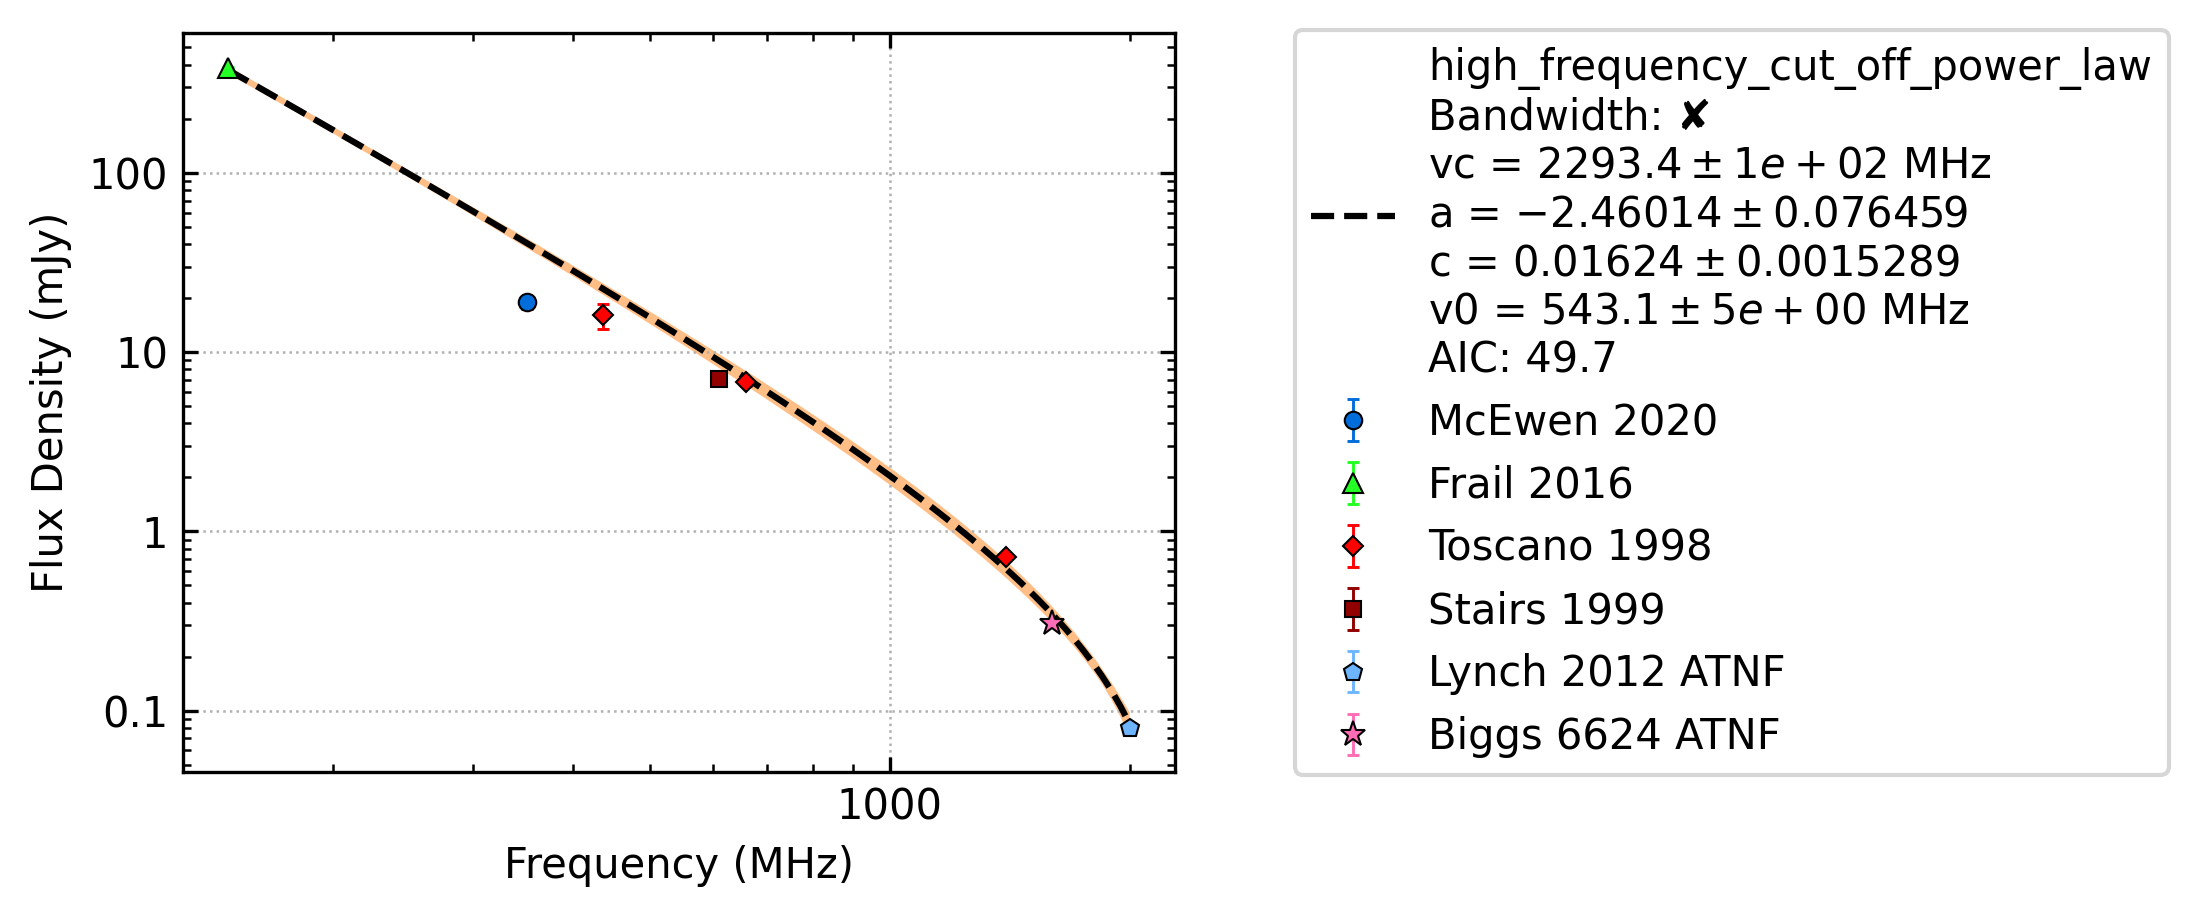 100
10
1
0.1
Flux Density (mJy)
1000
Frequency (MHz)
high_frequency_cut_off_power_law
Bandwidth: ✘
vc = 2293.4 ± 1e + 02 MHz
a = −2.46014 ± 0.076459
c = 0.01624 ± 0.0015289
v0 = 543.1 ± 5e + 00 MHz
AIC: 49.7
McEwen 2020
Frail 2016
Toscano 1998
Stairs 1999
Lynch 2012 ATNF
Biggs 6624 ATNF